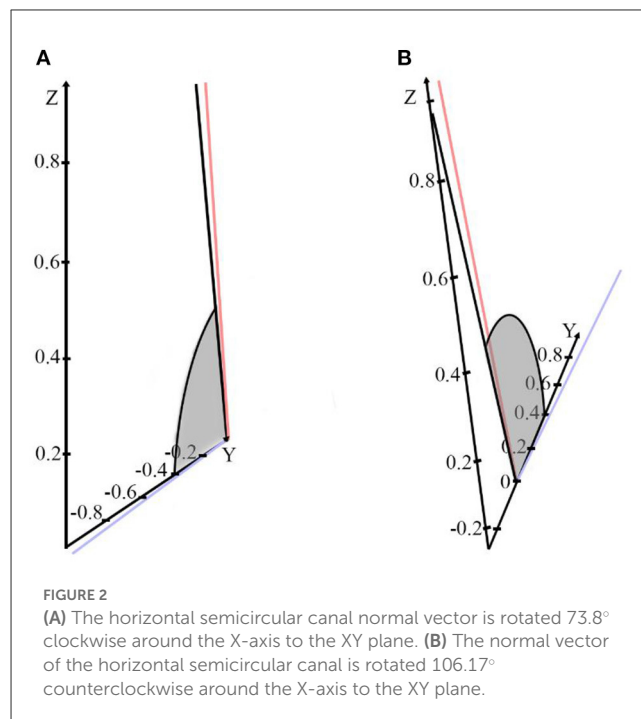 A
B
Z
Z
0.8
0.8
0.6
0.6
Y
0.8
0.6
0.4
0.4
0.4
0.2
0.2
0.2
-0.2
Y
0
-0.4
-0.6
-0.8
-0.2
FIGURE 2
(A) The horizontal semicircular canal normal vector is rotated 73.8°
clockwise around the X-axis to the XY plane. (B) The normal vector
of the horizontal semicircular canal is rotated 106.17°
counterclockwise around the X-axis to the XY plane.